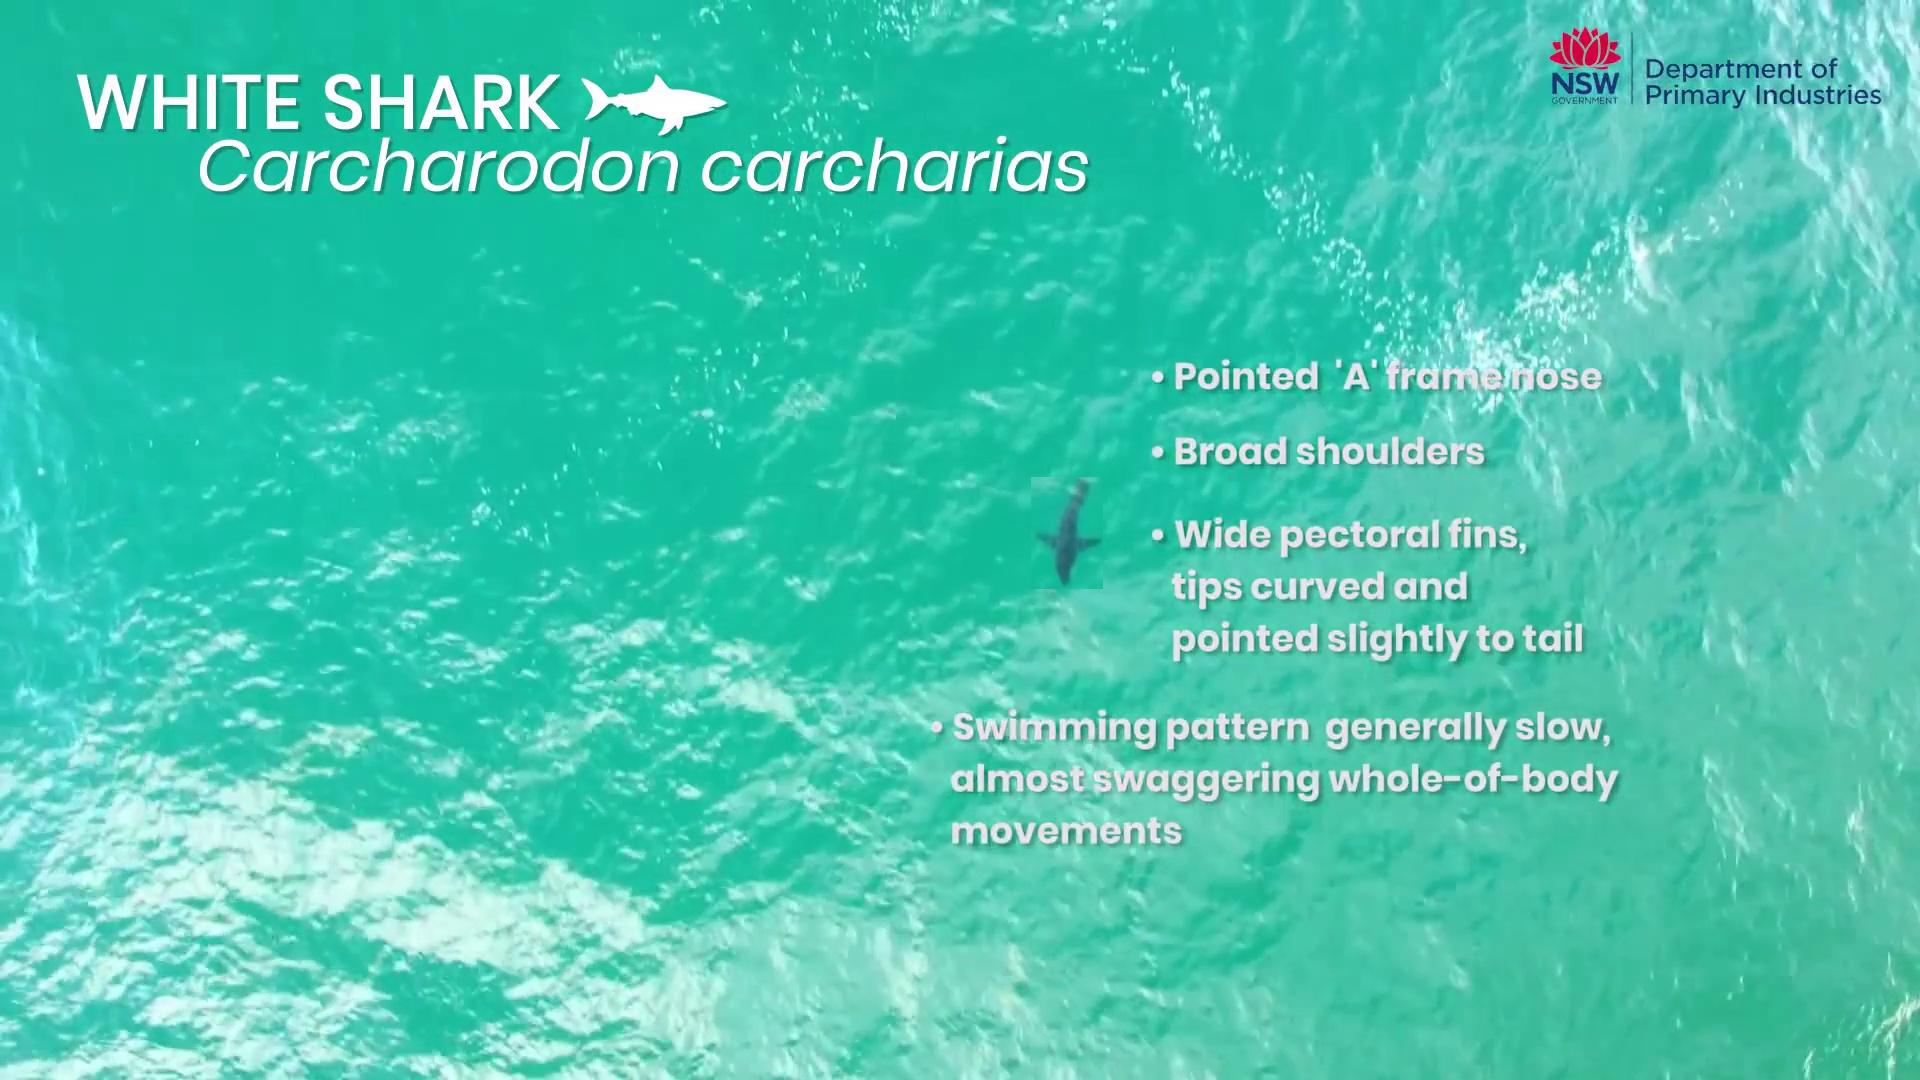 WHITE SHARK
Carcharodon carcharias
NSW
GOVERNMENT
Department of
Primary Industries
• Pointed 'A' frame nose
• Broad shoulders
• Wide pectoral fins,
tips curved and
pointed slightly to tail
• Swimming pattern generally slow,
almost swaggering whole-of-body
movements